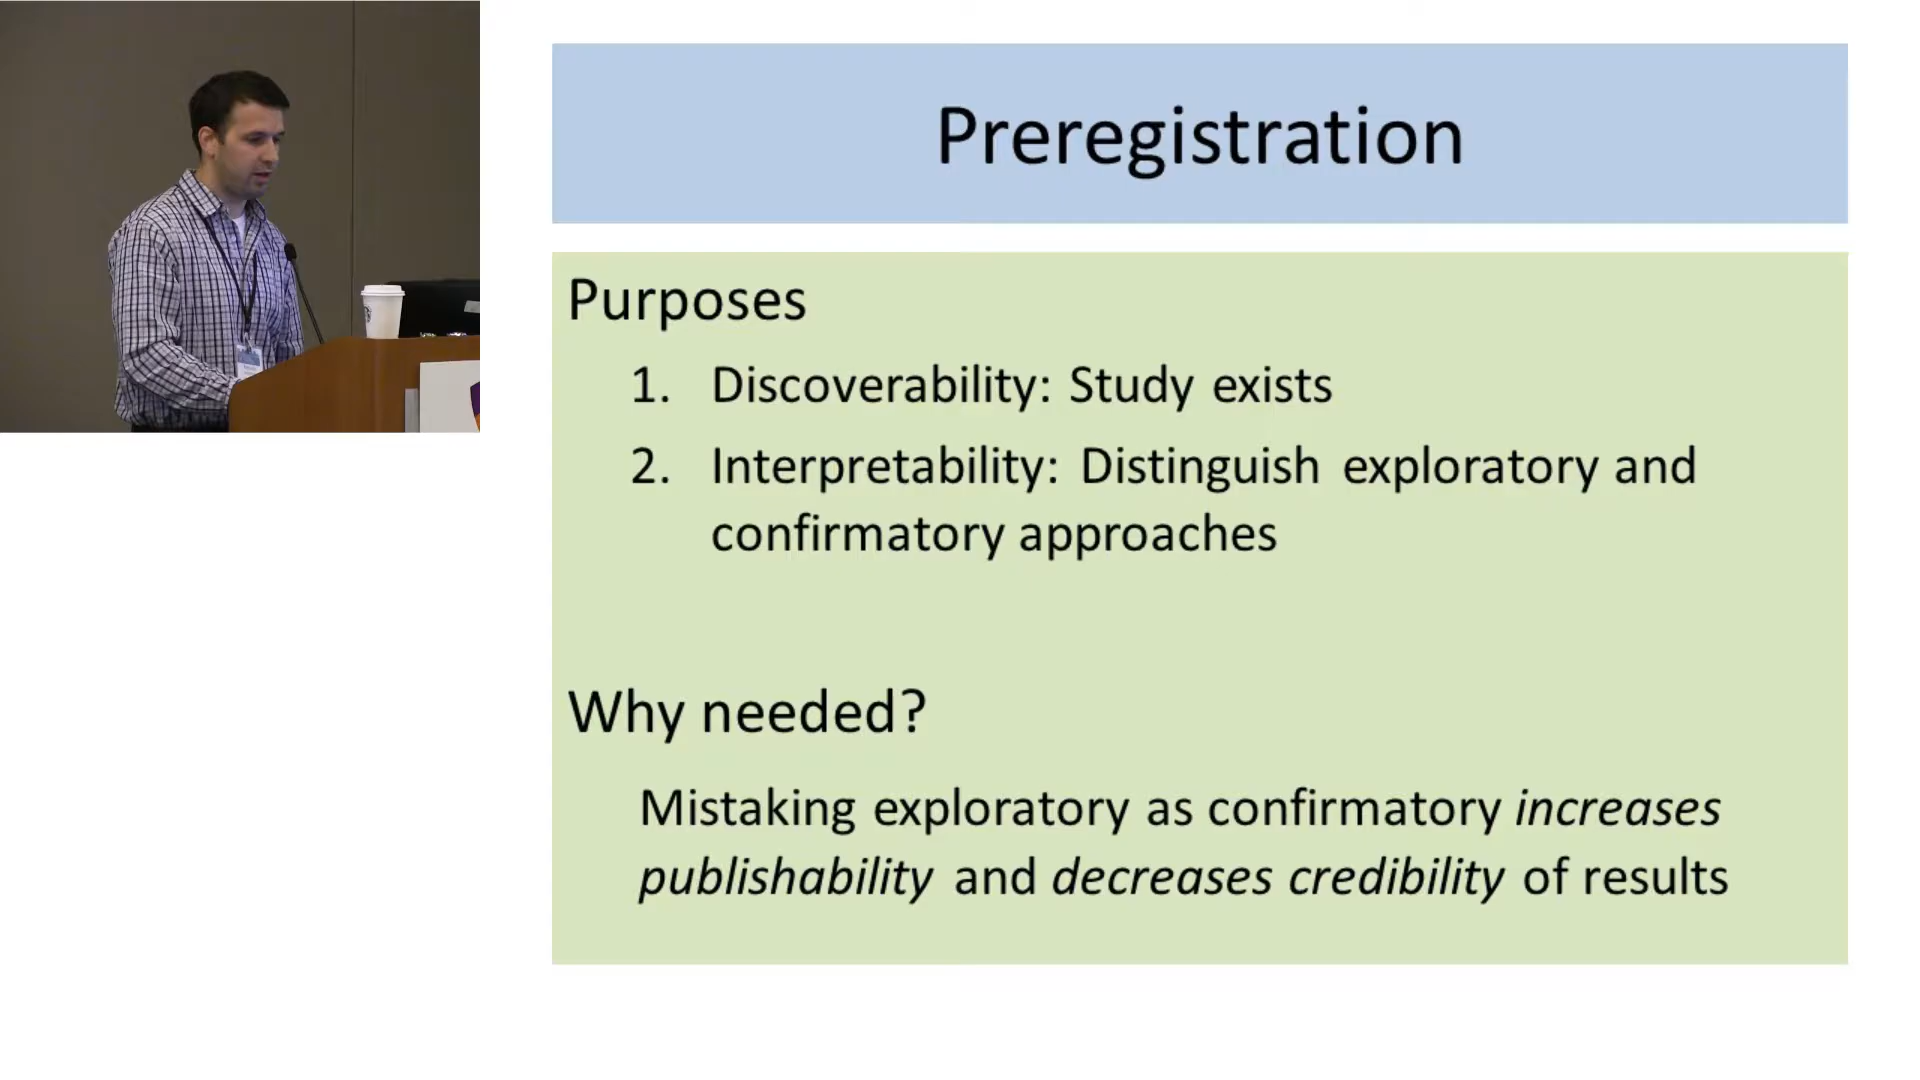 Preregistration
Purposes
1. Discoverability: Study exists
2. Interpretability: Distinguish exploratory and
confirmatory approaches
Why needed?
Mistaking exploratory as confirmatory increases
publishability and decreases credibility of results